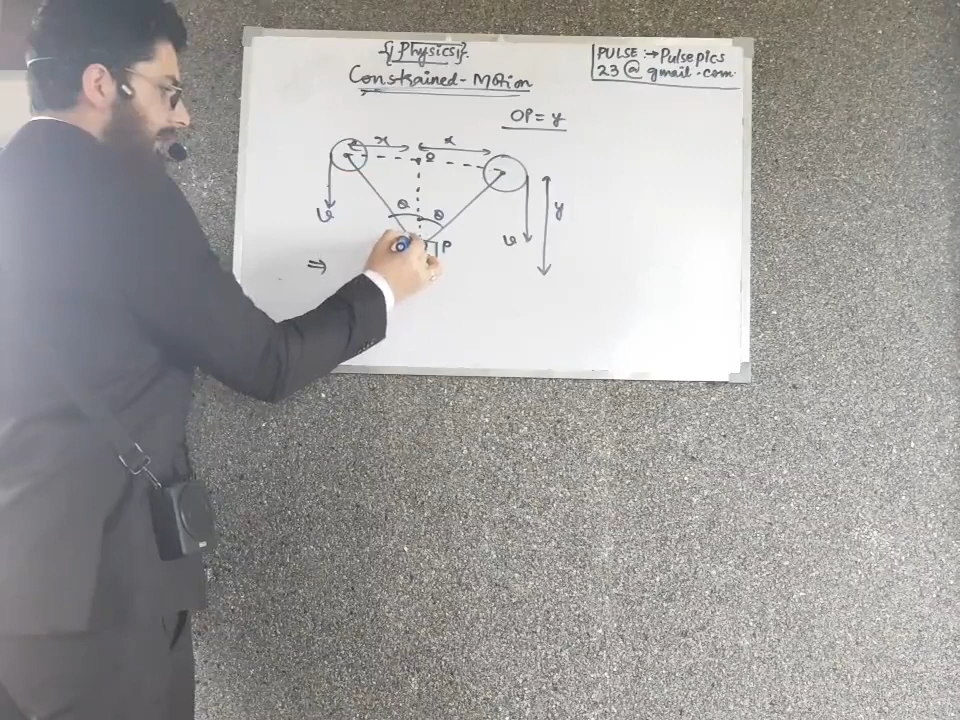 {Physics}.
Constrained-Motion
PULSE :→ Pulsepics
23@gmail.com.
OP = y
x x
θ θ
y
P
⇒